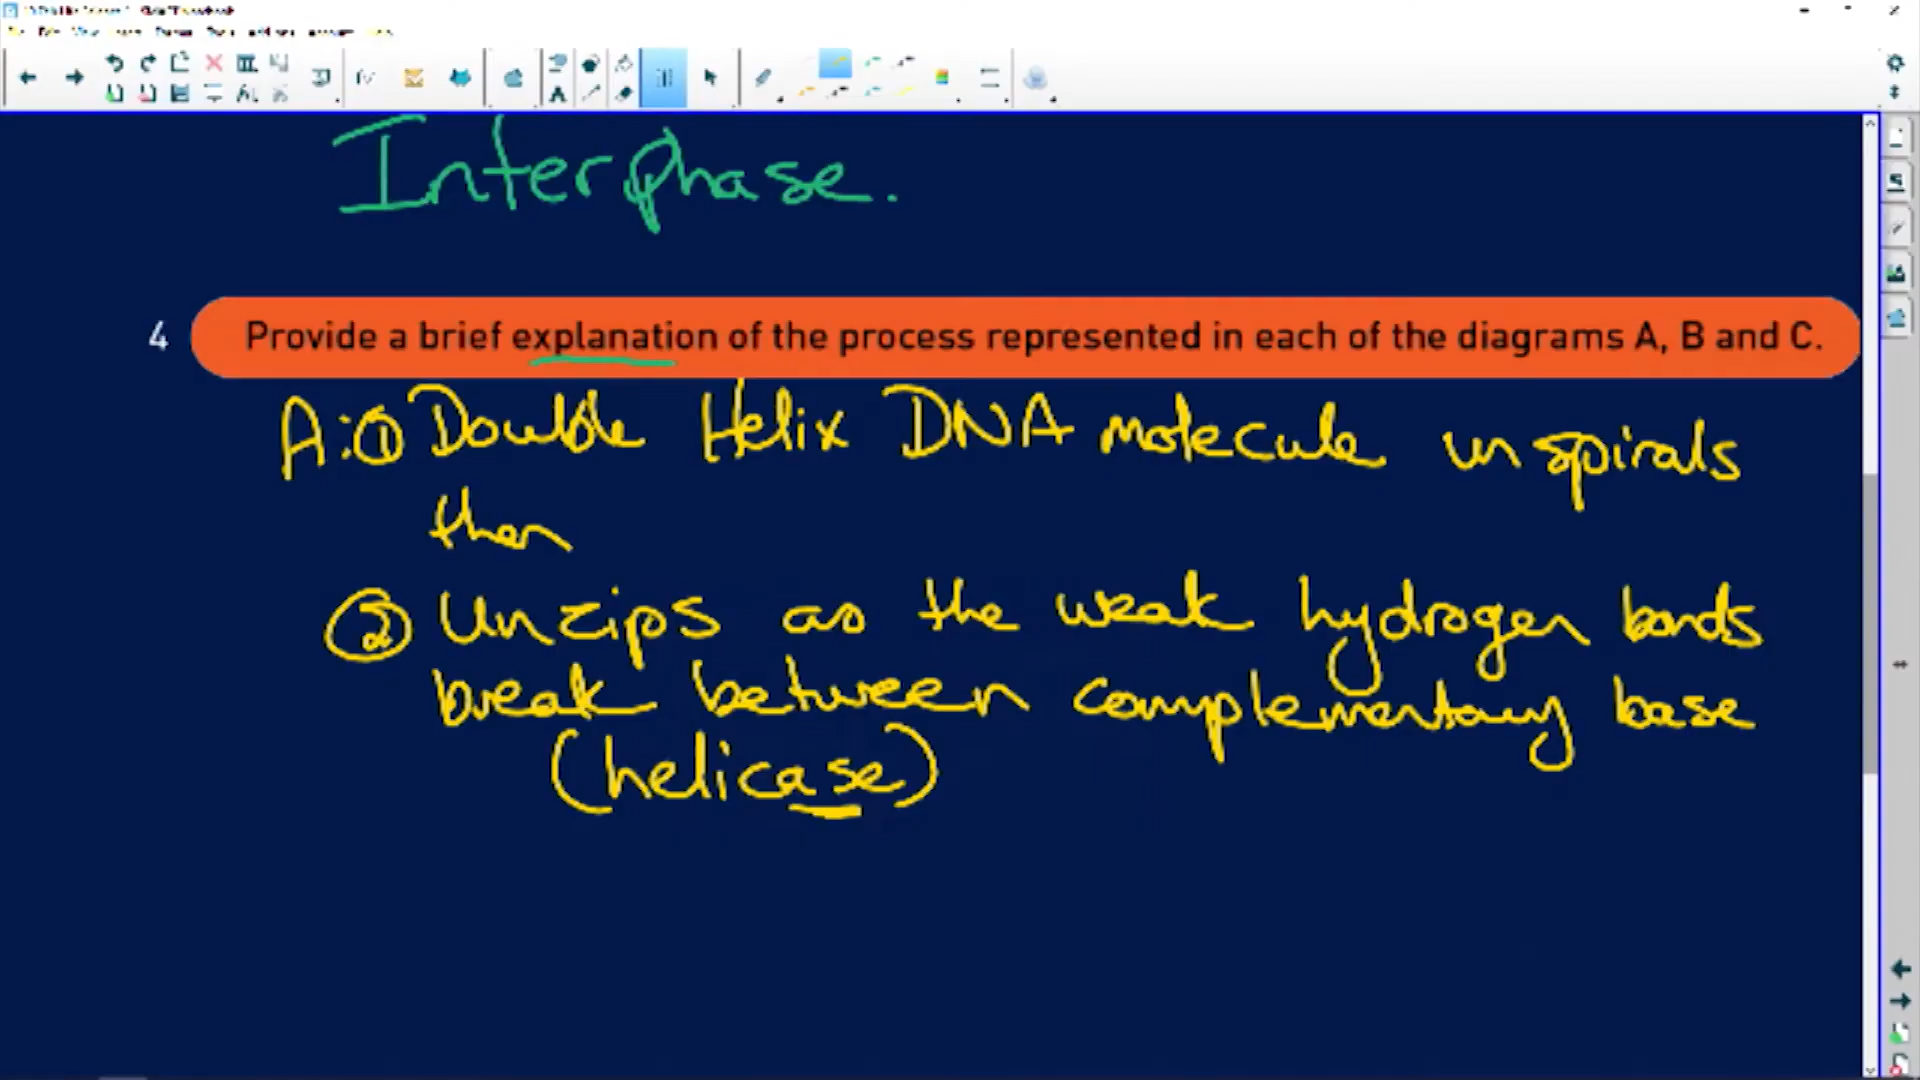 Interphase.
4 Provide a brief explanation of the process represented in each of the diagrams A, B and C.
A: ① Double Helix DNA molecule unspirals
then
② Unzips as the weak hydrogen bonds
break between complementary base
(helicase)